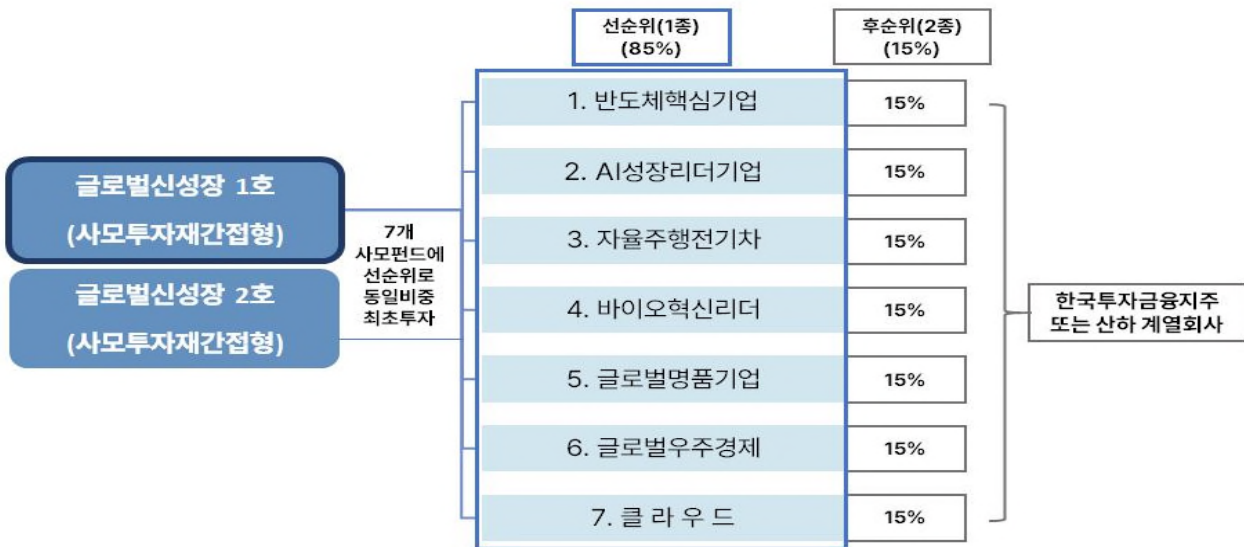 선순위(1종)
(85%)
후순위(2종)
(15%)
글로벌신성장 1호
(사모투자재간접형)
글로벌신성장 2호
(사모투자재간접형)
7개
사모펀드에
선순위로
동일비중
최초투자
1. 반도체핵심기업
15%
2. AI성장리더기업
15%
3. 자율주행전기차
15%
4. 바이오혁신리더
15%
5. 글로벌명품기업
15%
6. 글로벌우주경제
15%
7. 클 라 우 드
15%
한국투자금융지주
또는 산하 계열회사